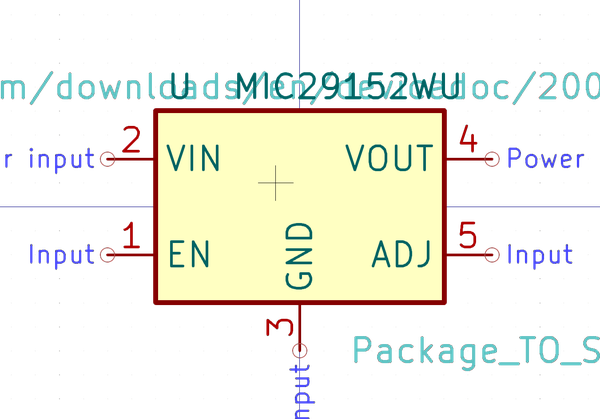 U MIC29152WU
m/downloads/en/devicedoc/200
2 4
r input VIN VOUT Power
1 5
Input EN GND ADJ Input
3
Package_TO_S
nput